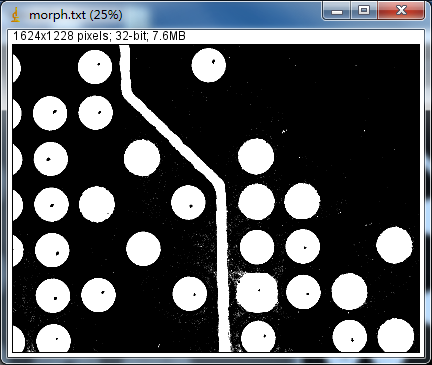 morph.txt (25%)
1624x1228 pixels; 32-bit; 7.6MB